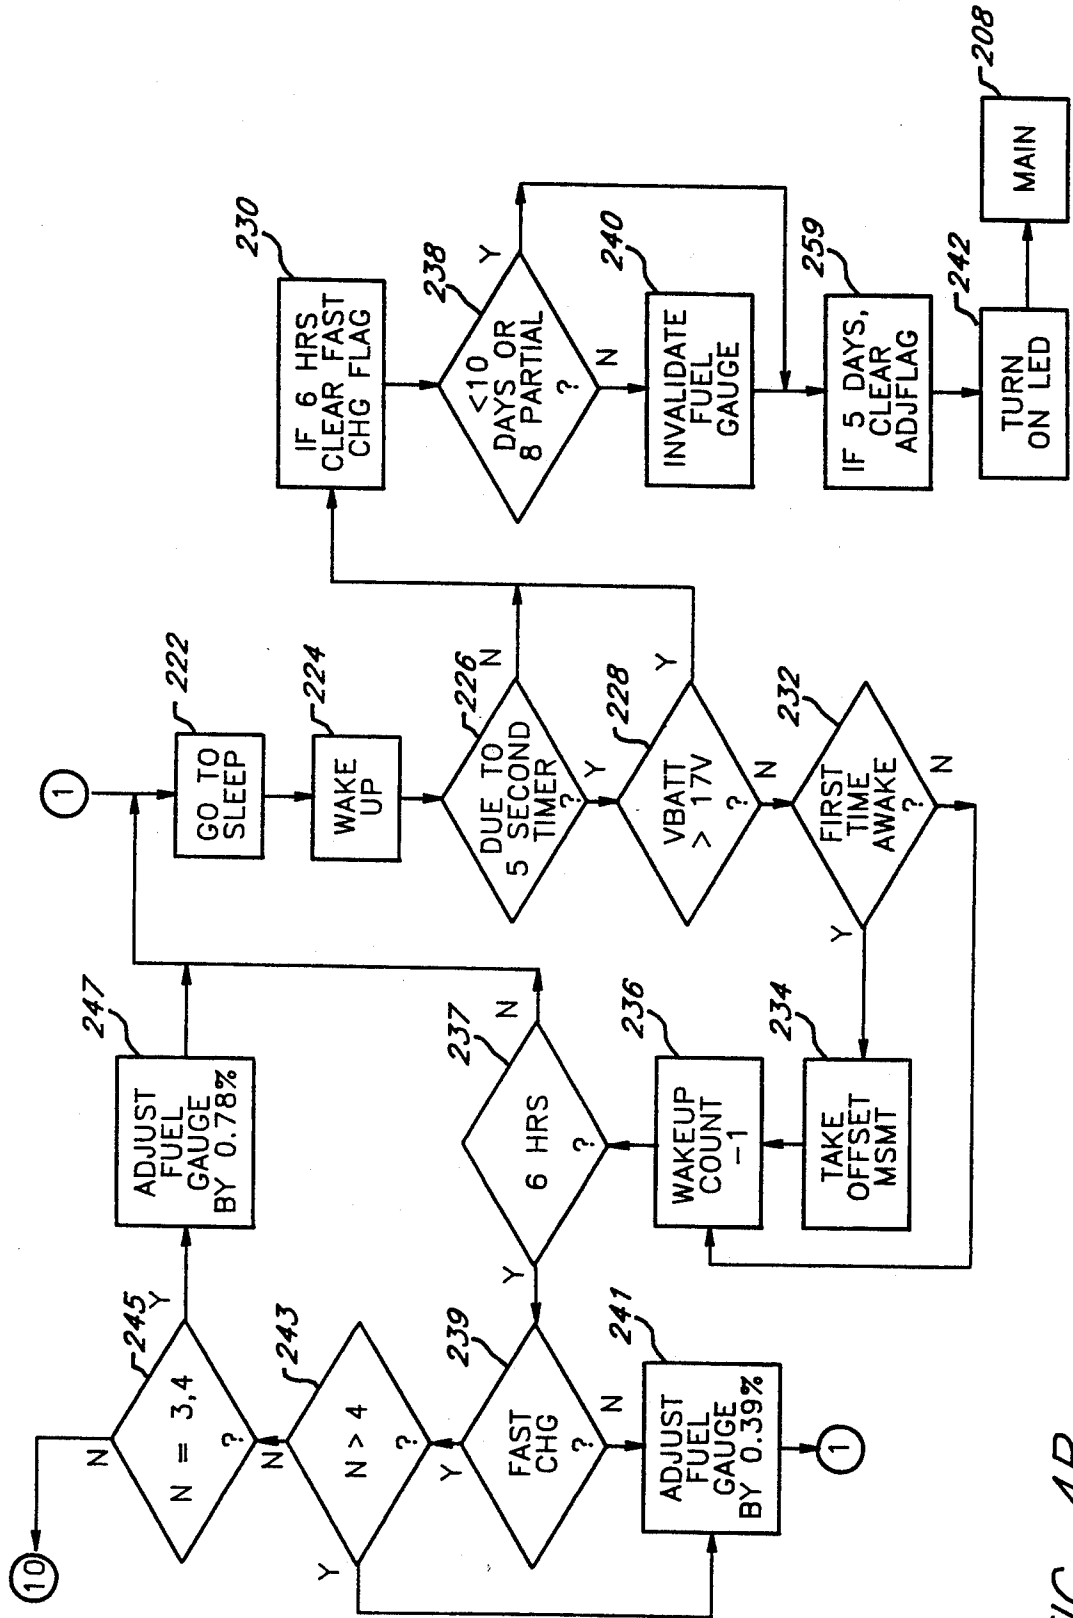 1
222
GO TO
SLEEP
224
WAKE
UP
226
DUE TO
5 SECOND
TIMER
?
N
Y
228
VBATT
> 17V
?
Y
N
232
FIRST
TIME
AWAKE
?
Y
N
234
TAKE
OFFSET
MSMT
236
WAKEUP
COUNT
-1
237
6 HRS
?
N
Y
239
FAST
CHG
?
Y
N
241
ADJUST
FUEL
GAUGE
BY 0.39%
1
243
N > 4
?
Y
N
245
N = 3,4
?
Y
N
10
247
ADJUST
FUEL
GAUGE
BY 0.78%
230
IF 6 HRS
CLEAR FAST
CHG FLAG
238
<10
DAYS OR
8 PARTIAL
?
Y
N
240
INVALIDATE
FUEL
GAUGE
259
IF 5 DAYS,
CLEAR
ADJFLAG
242
TURN
ON LED
208
MAIN
FIG. 4B